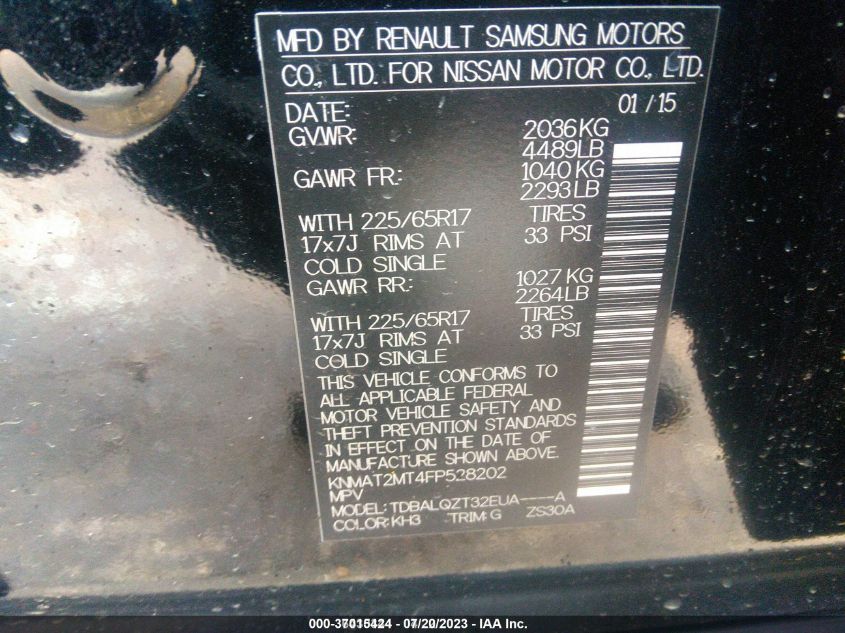 MFD BY RENAULT SAMSUNG MOTORS
CO., LTD. FOR NISSAN MOTOR CO., LTD.
DATE: 01/15
GVWR: 2036KG
4489LB
GAWR FR: 1040KG
2293LB
WITH 225/65R17 TIRES
17x7J RIMS AT 33 PSI
COLD SINGLE
GAWR RR: 1027KG
2264LB
WITH 225/65R17 TIRES
17x7J RIMS AT 33 PSI
COLD SINGLE
THIS VEHICLE CONFORMS TO
ALL APPLICABLE FEDERAL
MOTOR VEHICLE SAFETY AND
THEFT PREVENTION STANDARDS
IN EFFECT ON THE DATE OF
MANUFACTURE SHOWN ABOVE.
KNMAT2MT4FP528202
MPV
MODEL: TDBALQZT32EUA----A
COLOR: KH3 TRIM: G ZS30A
000-37015424 - 07/20/2023 - IAA Inc.